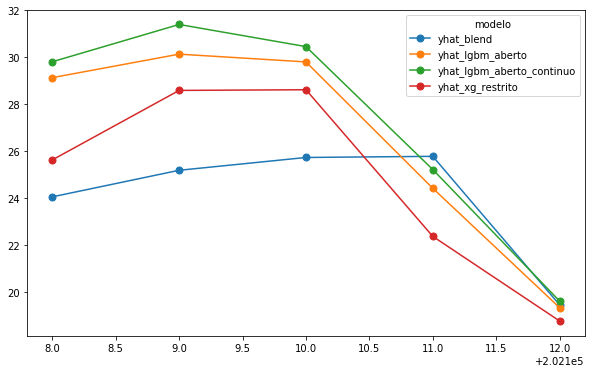 32
30
28
26
24
22
20
modelo
yhat_blend
yhat_lgbm_aberto
yhat_lgbm_aberto_continuo
yhat_xg_restrito
8.0 8.5 9.0 9.5 10.0 10.5 11.0 11.5 12.0
+2.021e5